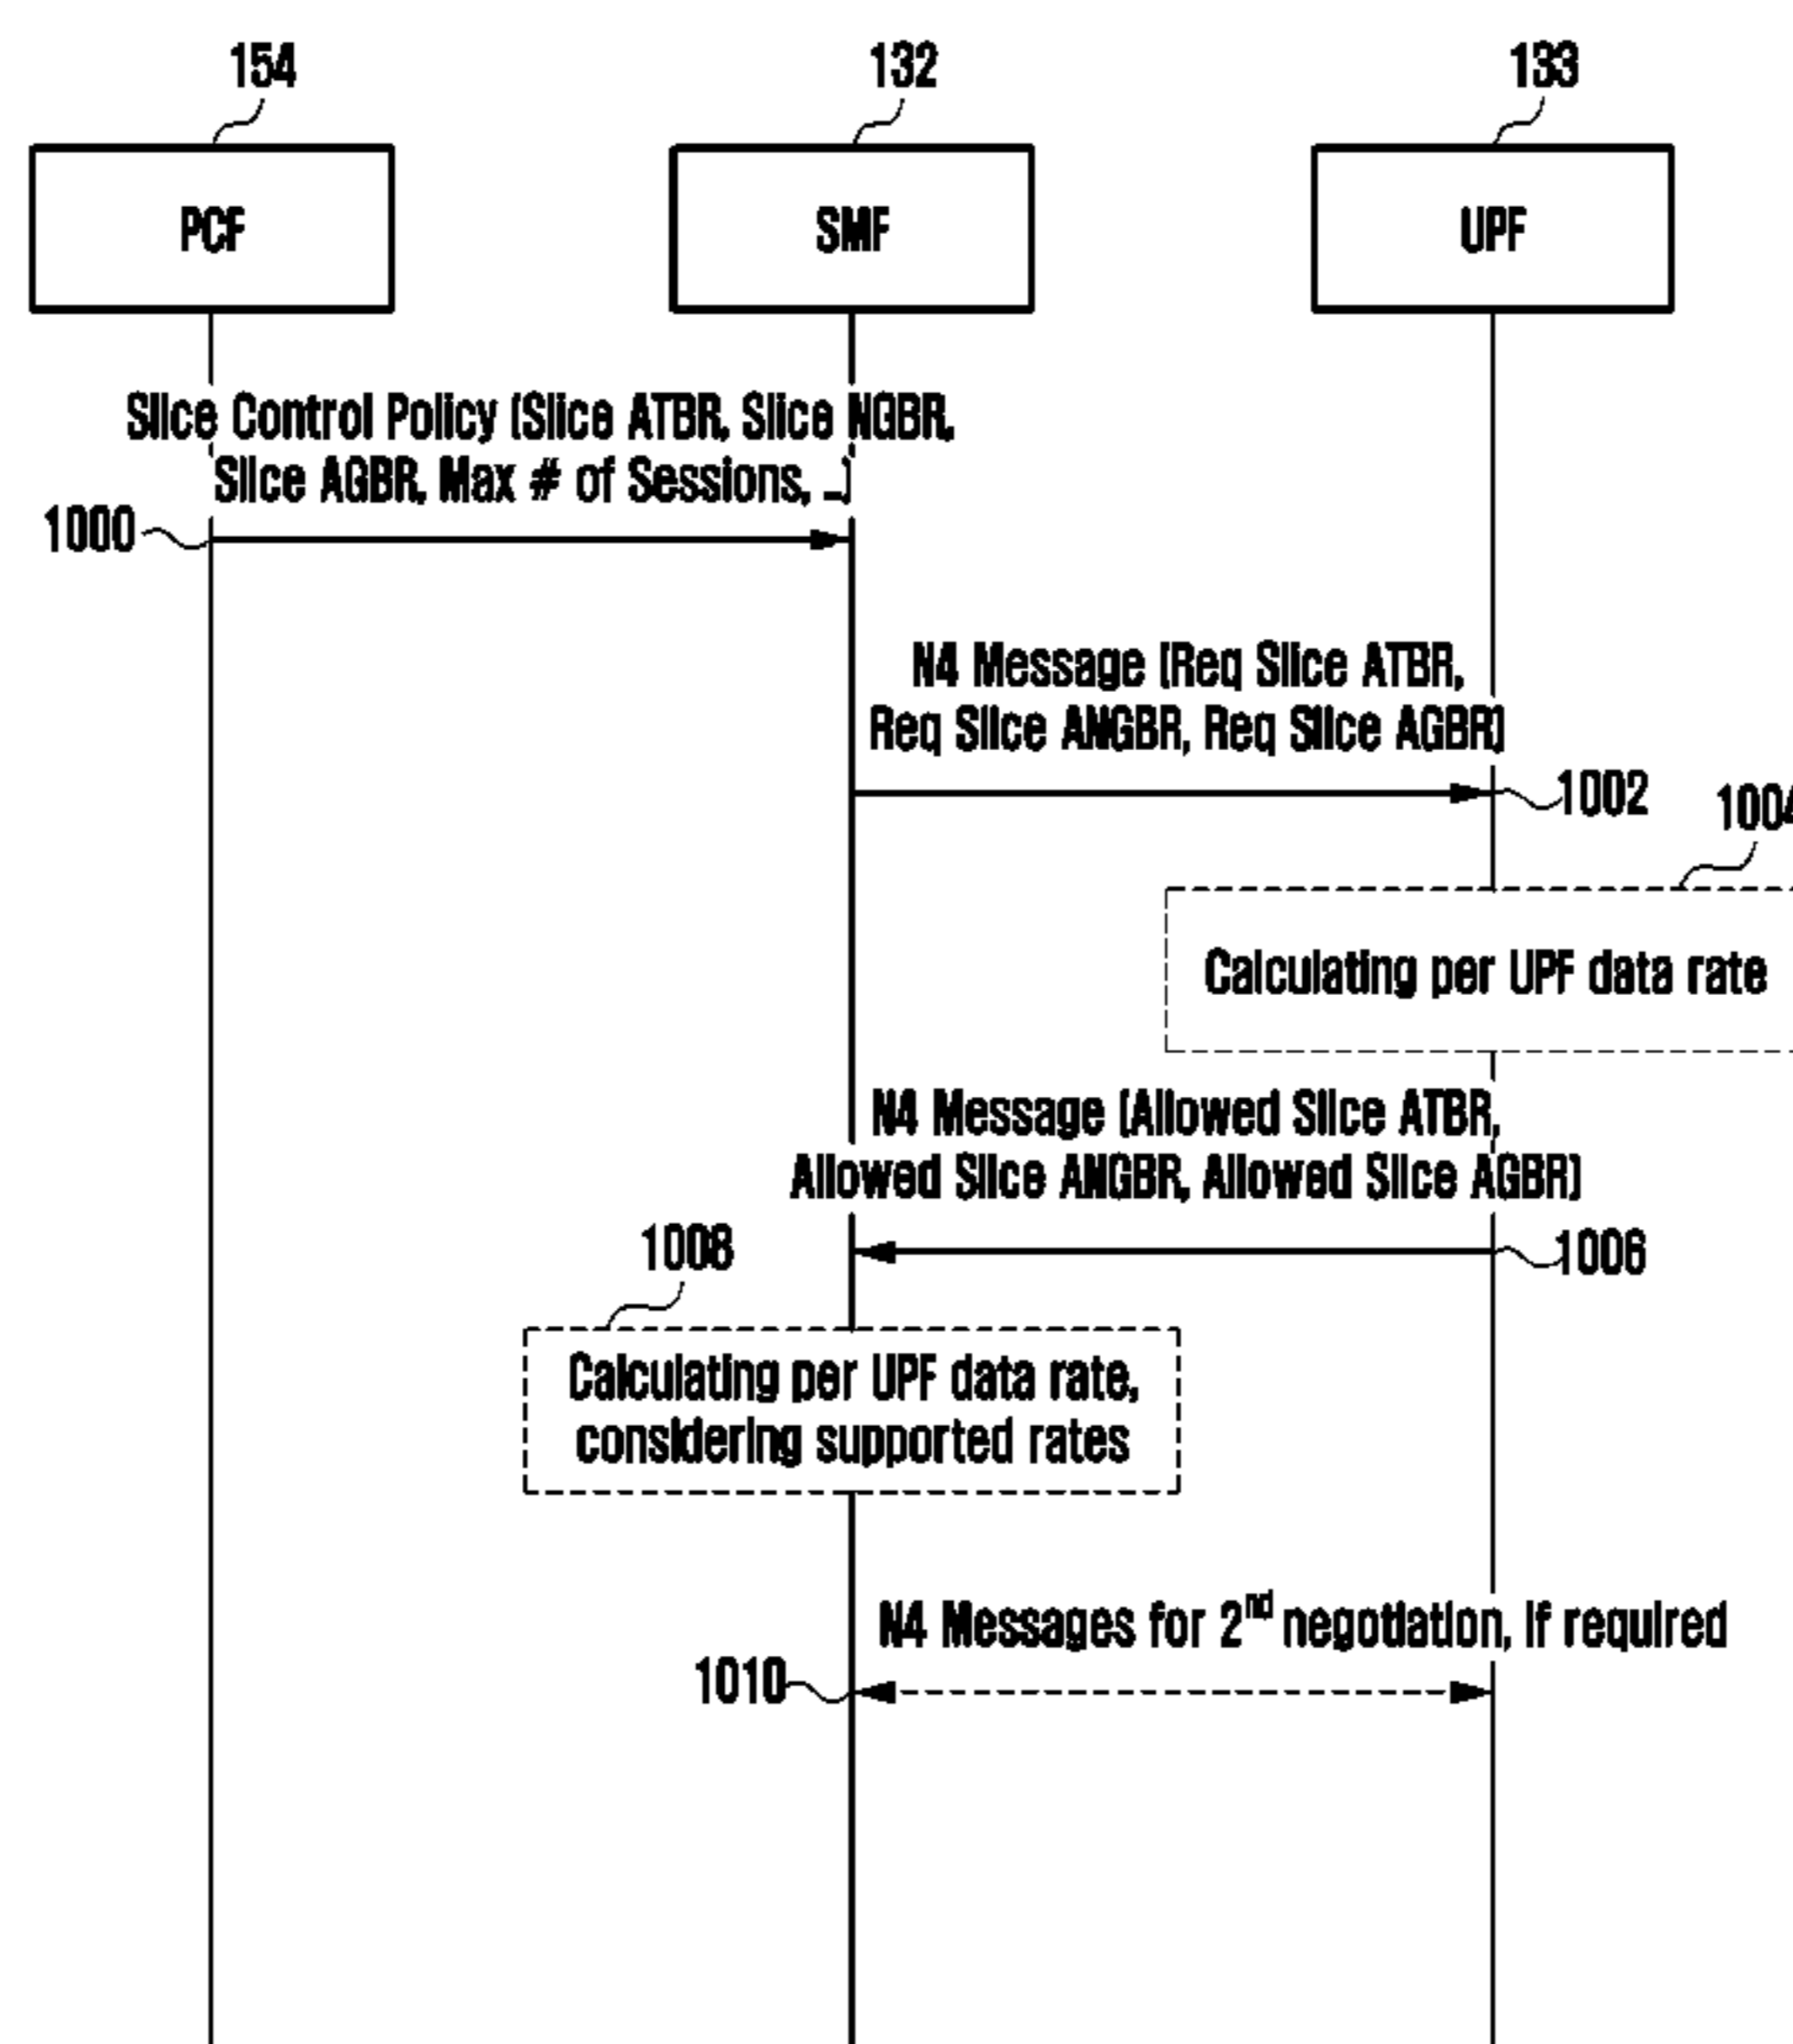 154
132
133
PCF
SMF
UPF
Slice Control Policy (Slice ATBR, Slice NGBR,
Slice AGBR, Max # of Sessions, ...)
1000
N4 Message (Req Slice ATBR,
Req Slice ANGBR, Req Slice AGBR)
1002
1004
Calculating per UPF data rate
N4 Message (Allowed Slice ATBR,
Allowed Slice ANGBR, Allowed Slice AGBR)
1006
1008
Calculating per UPF data rate,
considering supported rates
N4 Messages for 2nd negotiation, if required
1010